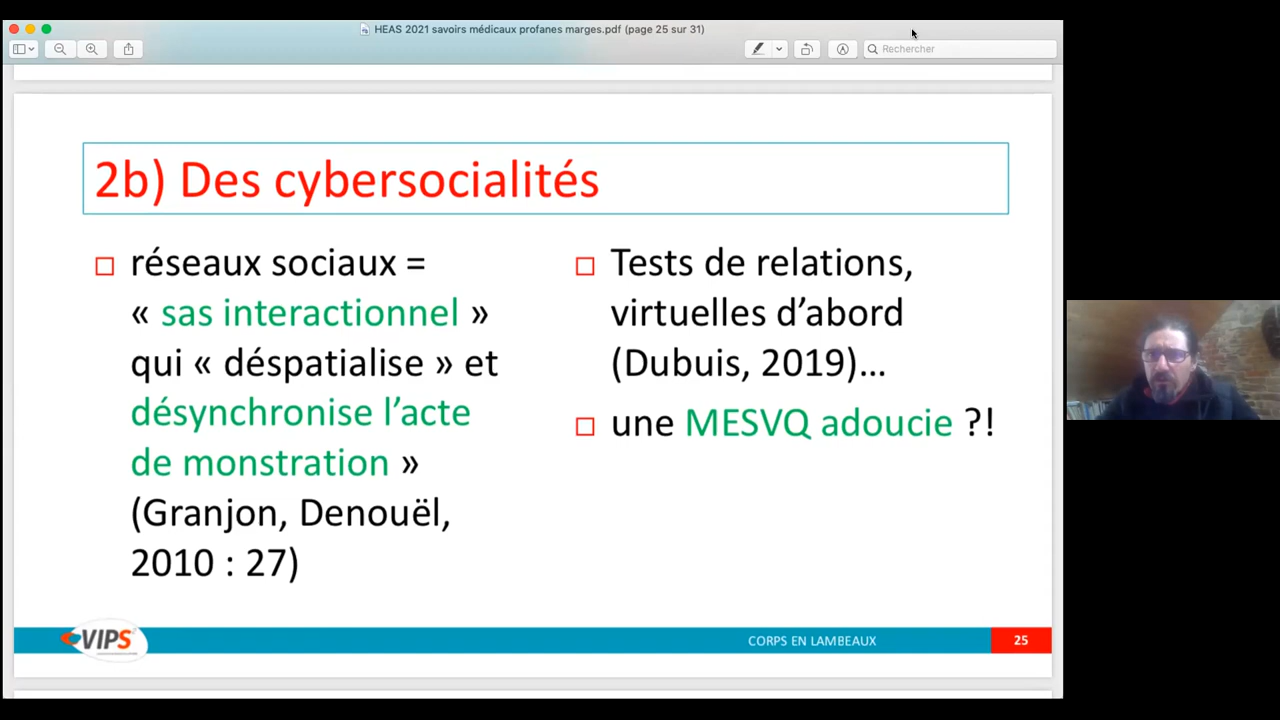 HEAS 2021 savoirs médicaux profanes marges.pdf (page 25 sur 31)
Rechercher
2b) Des cybersocialités
réseaux sociaux =
« sas interactionnel »
qui « déspatialise » et
désynchronise l’acte
de monstration »
(Granjon, Denouël,
2010 : 27)
Tests de relations,
virtuelles d’abord
(Dubuis, 2019)…
une MESVQ adoucie ?!
VIPS
CORPS EN LAMBEAUX
25